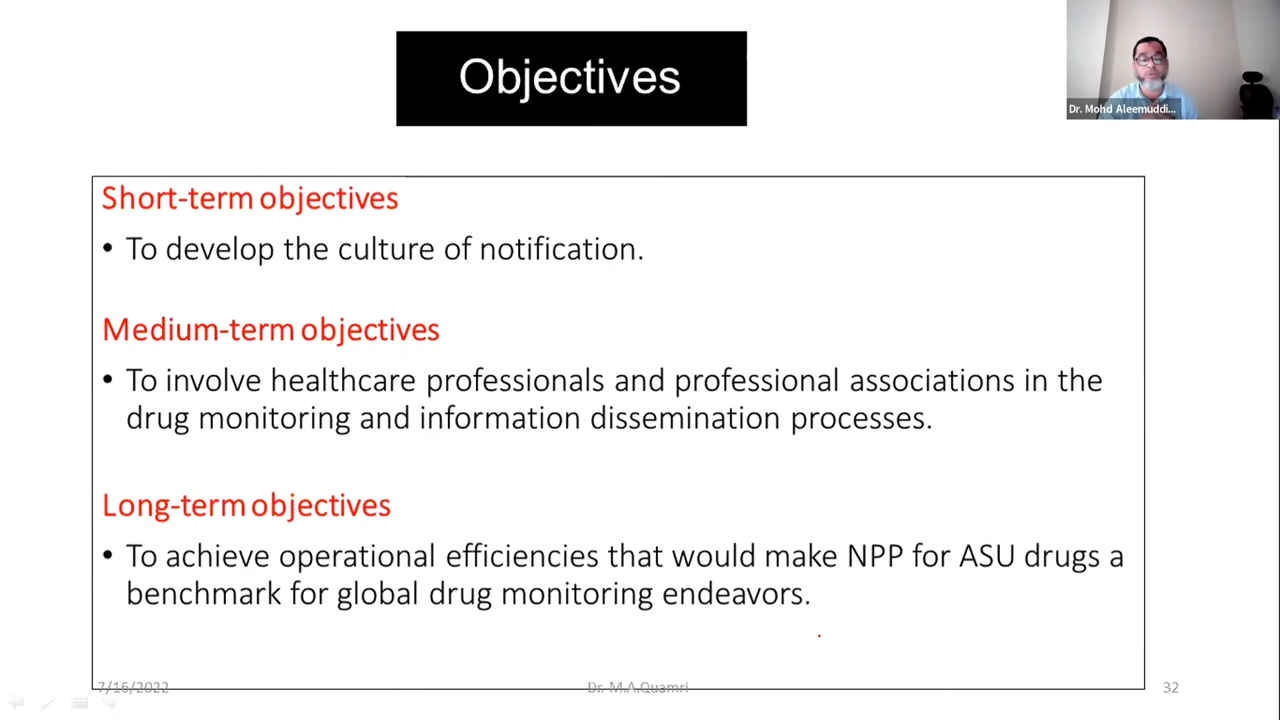 Objectives
Dr. Mohd Aleemuddi...
Short-term objectives
• To develop the culture of notification.
Medium-term objectives
• To involve healthcare professionals and professional associations in the
drug monitoring and information dissemination processes.
Long-term objectives
• To achieve operational efficiencies that would make NPP for ASU drugs a
benchmark for global drug monitoring endeavors.
7/16/2022
Dr. M.A.Quamri
32